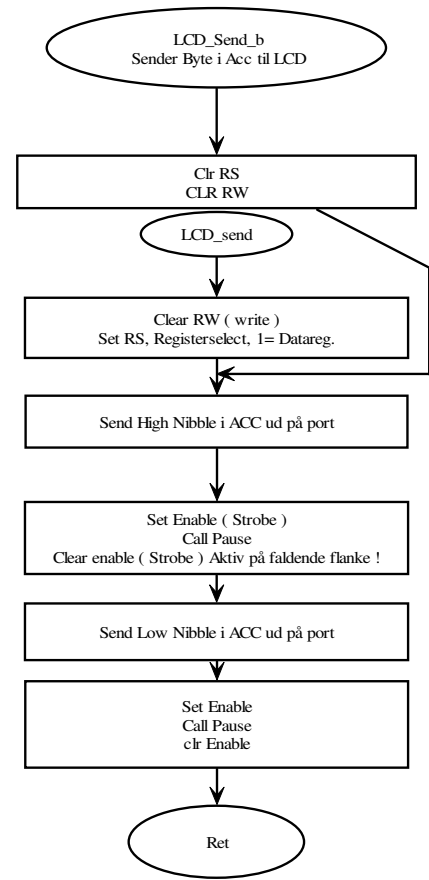 LCD_Send_b
Sender Byte i Acc til LCD
Clr RS
CLR RW
LCD_send
Clear RW ( write )
Set RS, Registerselect, 1= Datareg.
Send High Nibble i ACC ud på port
Set Enable ( Strobe )
Call Pause
Clear enable ( Strobe ) Aktiv på faldende flanke !
Send Low Nibble i ACC ud på port
Set Enable
Call Pause
clr Enable
Ret